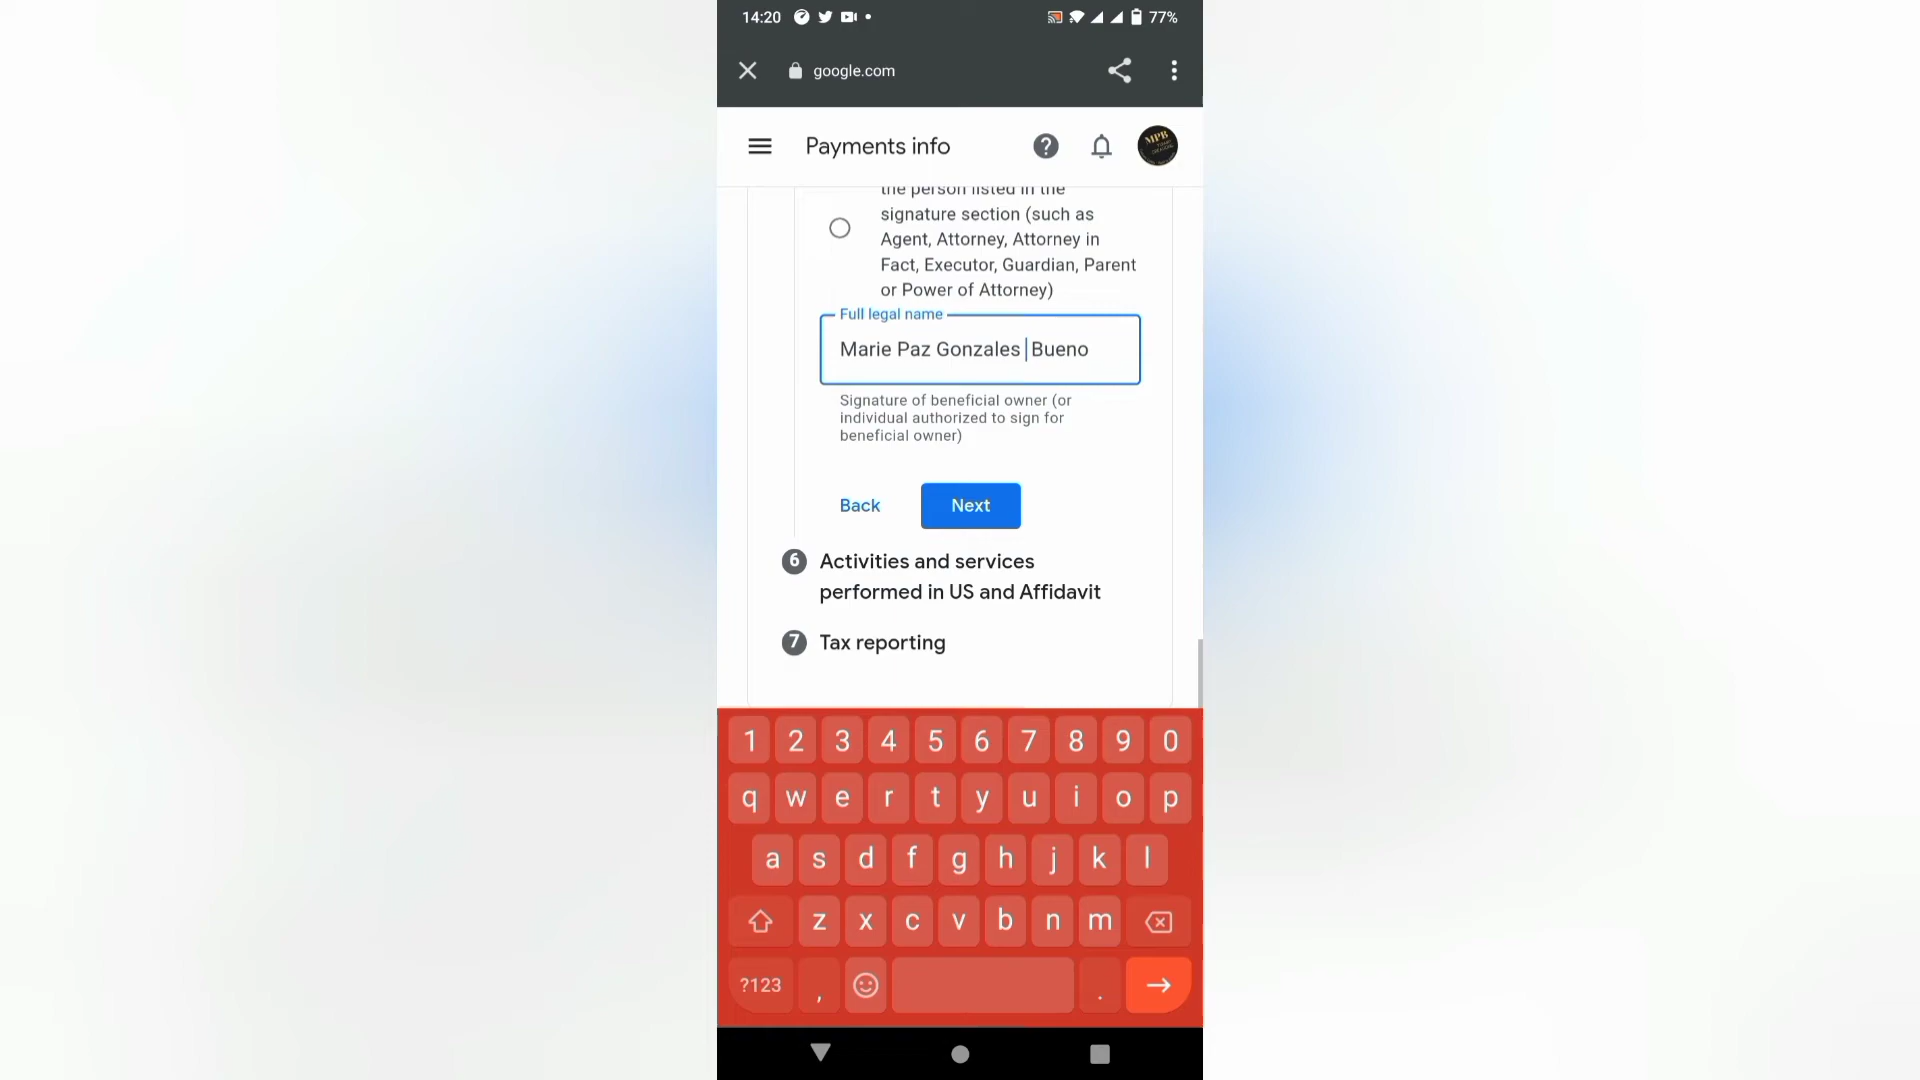 14:20
77%
google.com
Payments info
MPB
the person listed in the
signature section (such as
Agent, Attorney, Attorney in
Fact, Executor, Guardian, Parent
or Power of Attorney)
Full legal name
Marie Paz Gonzales Bueno
Signature of beneficial owner (or
individual authorized to sign for
beneficial owner)
Back Next
6 Activities and services
performed in US and Affidavit
7 Tax reporting
1 2 3 4 5 6 7 8 9 0
q w e r t y u i o p
a s d f g h j k l
z x c v b n m
?123 , .